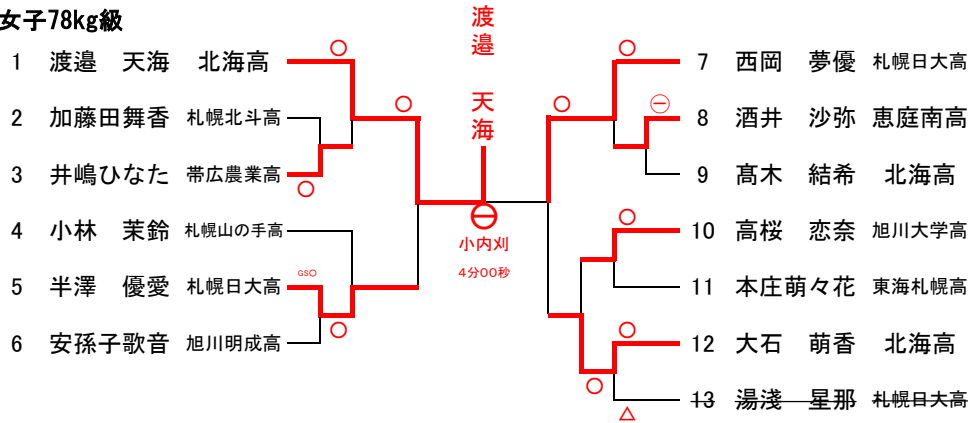 女子78kg級
渡邉 天海
1 渡邉 天海 北海高
2 加藤田舞香 札幌北斗高
3 井嶋ひなた 帯広農業高
4 小林 茉鈴 札幌山の手高
5 半澤 優愛 札幌日大高
GS○
6 安孫子歌音 旭川明成高
小内刈
4分00秒
7 西岡 夢優 札幌日大高
8 酒井 沙弥 恵庭南高
9 髙木 結希 北海高
10 高桜 恋奈 旭川大学高
11 本庄萌々花 東海札幌高
12 大石 萌香 北海高
13 湯淺 星那 札幌日大高